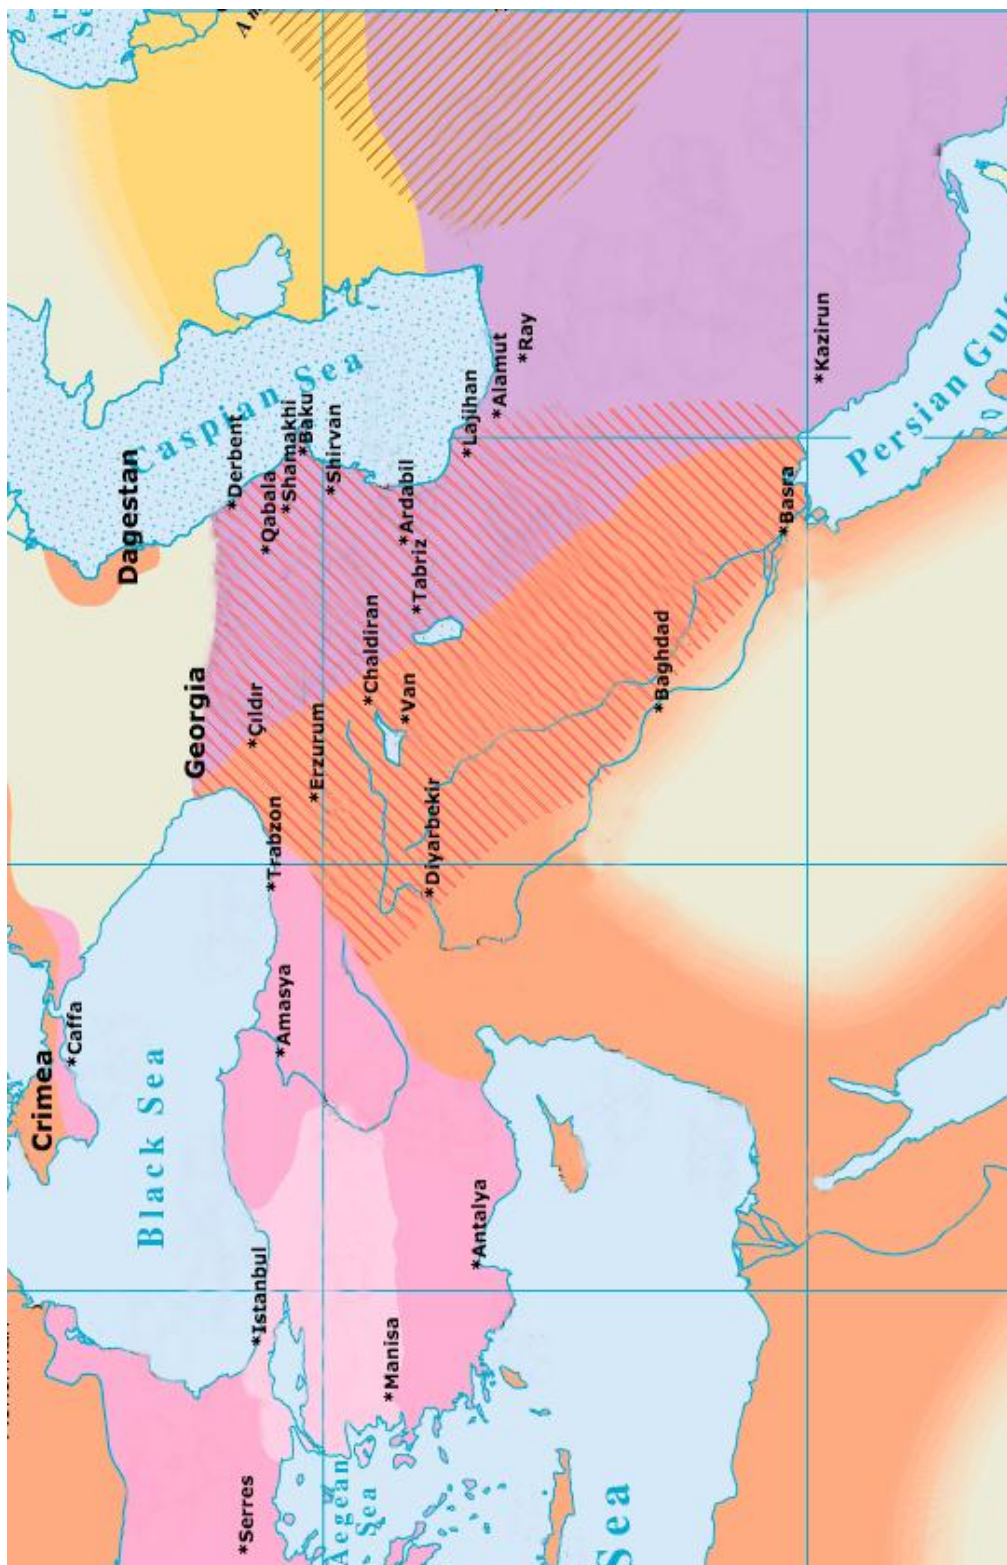 Crimea
*Caffa
Georgia
Dagestan
Caspian Sea
Black Sea
*Derbent
*Qabala
*Shamakhi
*Baku
*Shirvan
*Çıldır
*Trabzon
*Erzurum
*Chaldiran
*Van
*Tabriz
*Ardabil
*Lajihan
*Alamut
*Ray
*Kazirun
*Serres
*Istanbul
*Amasya
*Manisa
*Antalya
*Diyarbekir
*Baghdad
*Basra
Persian Gu
Aegean
Sea
Sea